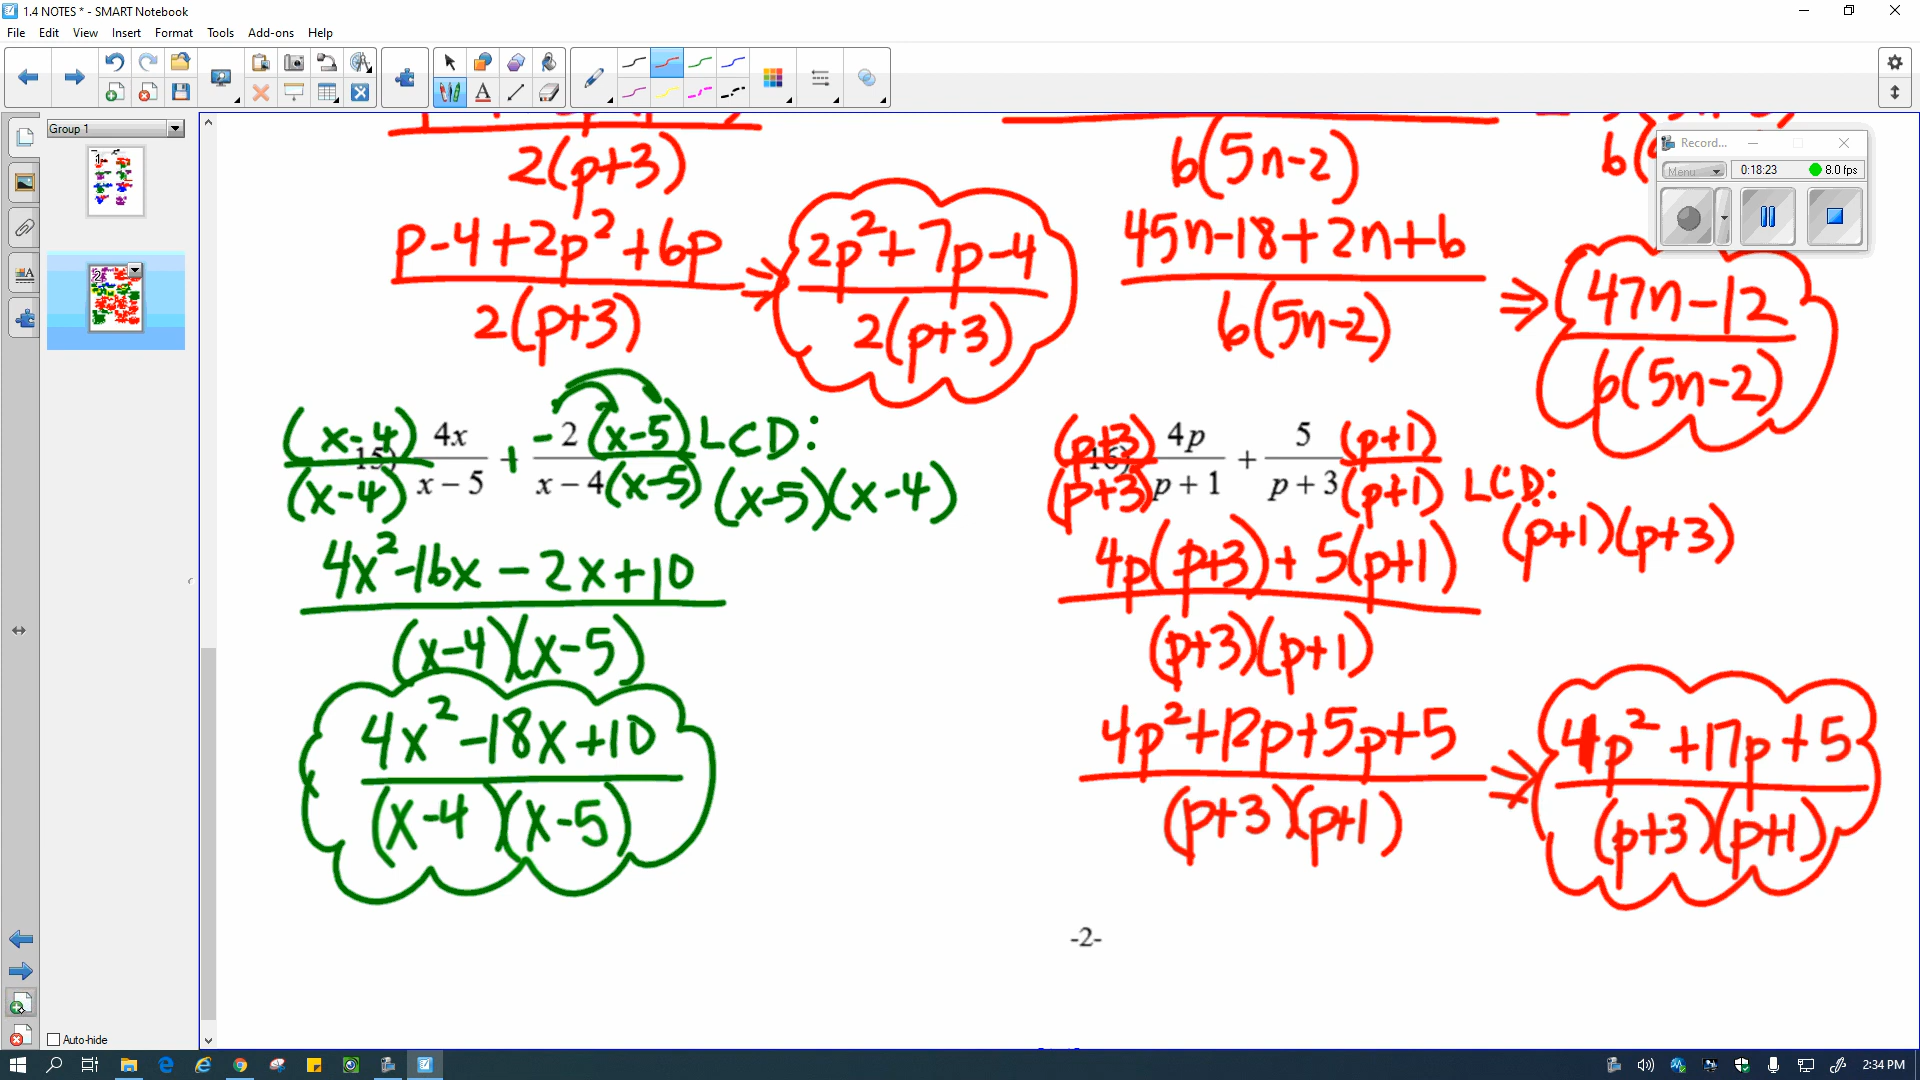 1.4 NOTES * - SMART Notebook
File Edit View Insert Format Tools Add-ons Help
Group 1
Record...
Menu 0:18:23 8.0 fps
2(p+3)
p-4+2p²+6p
2(p+3)
⇒ 2p²+7p-4
2(p+3)
6(5n-2)
45n-18+2n+6
6(5n-2)
⇒ 47n-12
6(5n-2)
15) (x-4) 4x + -2 (x-5) LCD:
(x-4) x – 5 x – 4 (x-5) (x-5)(x-4)
4x²-16x-2x+10
(x-4)(x-5)
4x²-18x+10
(x-4)(x-5)
16) (p+3) 4p + 5 (p+1)
(p+3) p + 1 p + 3 (p+1) LCD:
(p+1)(p+3)
4p(p+3)+5(p+1)
(p+3)(p+1)
4p²+12p+5p+5
(p+3)(p+1)
⇒ 4p²+17p+5
(p+3)(p+1)
-2-
Auto-hide
2:34 PM